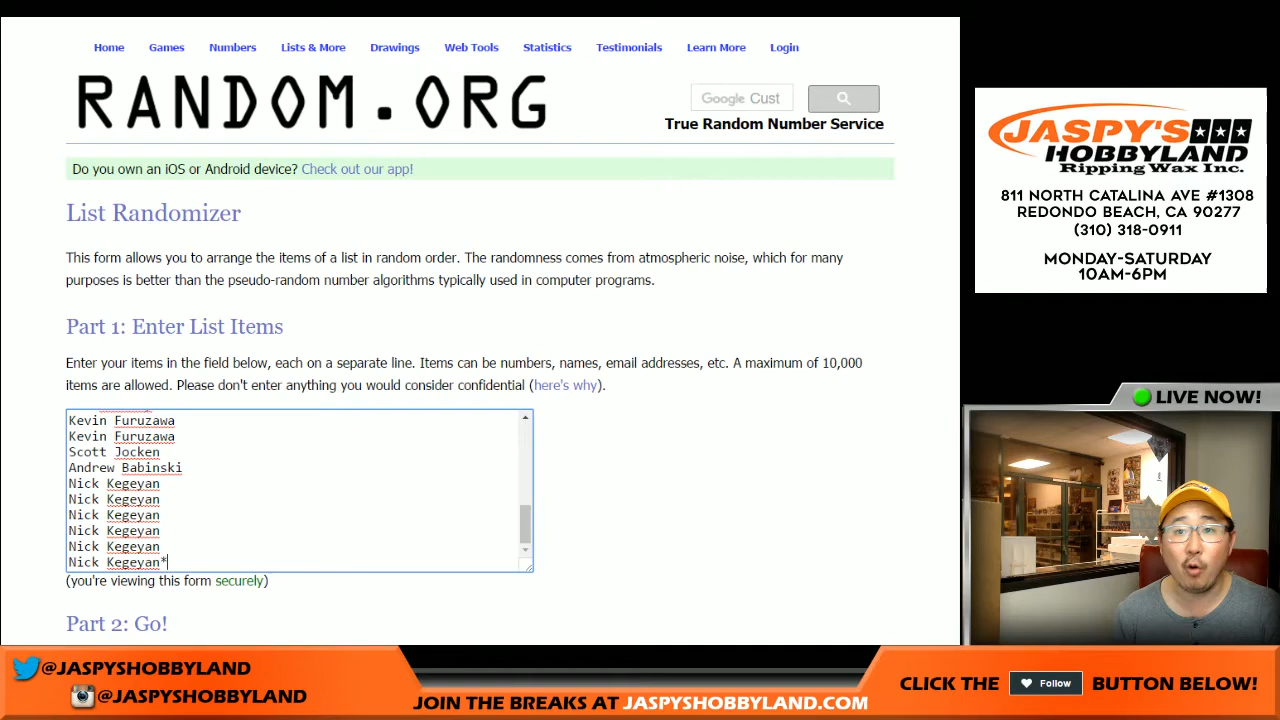 Home Games Numbers Lists & More Drawings Web Tools Statistics Testimonials Learn More Login
RANDOM.ORG
Google Cust
True Random Number Service
Do you own an iOS or Android device? Check out our app!
List Randomizer
This form allows you to arrange the items of a list in random order. The randomness comes from atmospheric noise, which for many
purposes is better than the pseudo-random number algorithms typically used in computer programs.
Part 1: Enter List Items
Enter your items in the field below, each on a separate line. Items can be numbers, names, email addresses, etc. A maximum of 10,000
items are allowed. Please don't enter anything you would consider confidential (here's why).
Kevin Furuzawa
Kevin Furuzawa
Scott Jocken
Andrew Babinski
Nick Kegeyan
Nick Kegeyan
Nick Kegeyan
Nick Kegeyan
Nick Kegeyan
Nick Kegeyan*
(you're viewing this form securely)
Part 2: Go!
JASPY'S
HOBBYLAND
Ripping Wax Inc.
811 NORTH CATALINA AVE #1308
REDONDO BEACH, CA 90277
(310) 318-0911
MONDAY-SATURDAY
10AM-6PM
LIVE NOW!
@JASPYSHOBBYLAND
@JASPYSHOBBYLAND
JOIN THE BREAKS AT JASPYSHOBBYLAND.COM
CLICK THE Follow BUTTON BELOW!